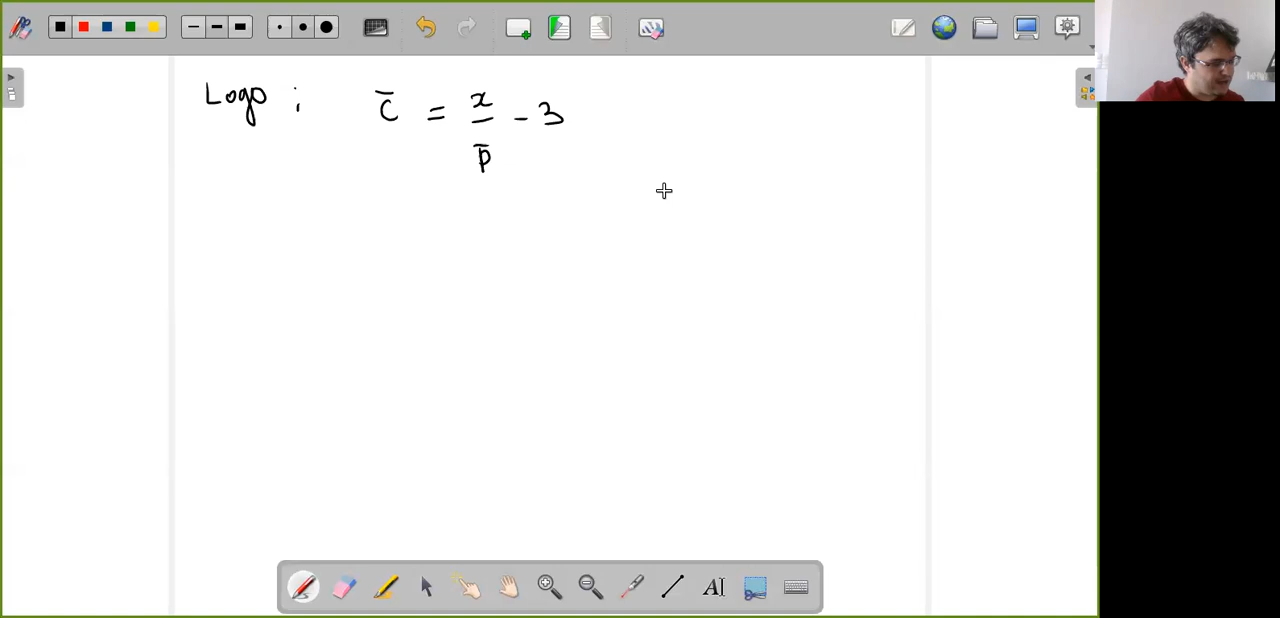 Logo : c̄ = x/p̄ - 3